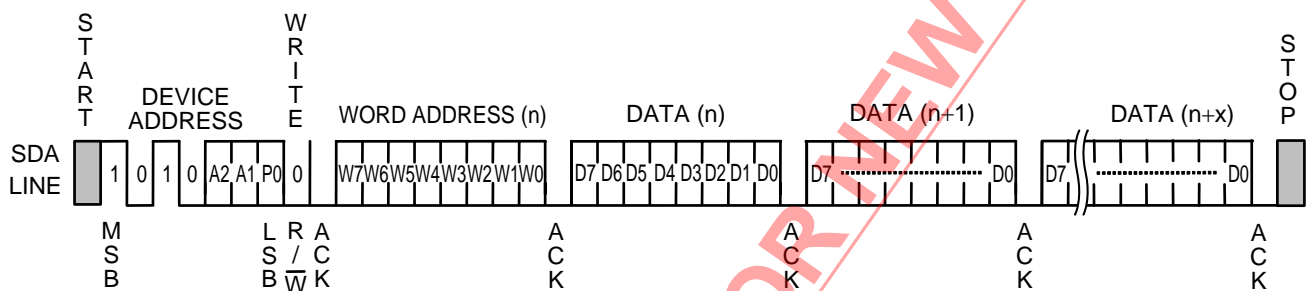 START
WRITE
STOP
DEVICE
ADDRESS
WORD ADDRESS (n)
DATA (n)
DATA (n+1)
DATA (n+x)
SDA
LINE
1 0 1 0 A2 A1 P0 0 W7 W6 W5 W4 W3 W2 W1 W0 D7 D6 D5 D4 D3 D2 D1 D0 D7 D0 D7 D0
MSB
LSB
R/W̅
ACK
ACK
ACK
ACK
ACK
OR NEW